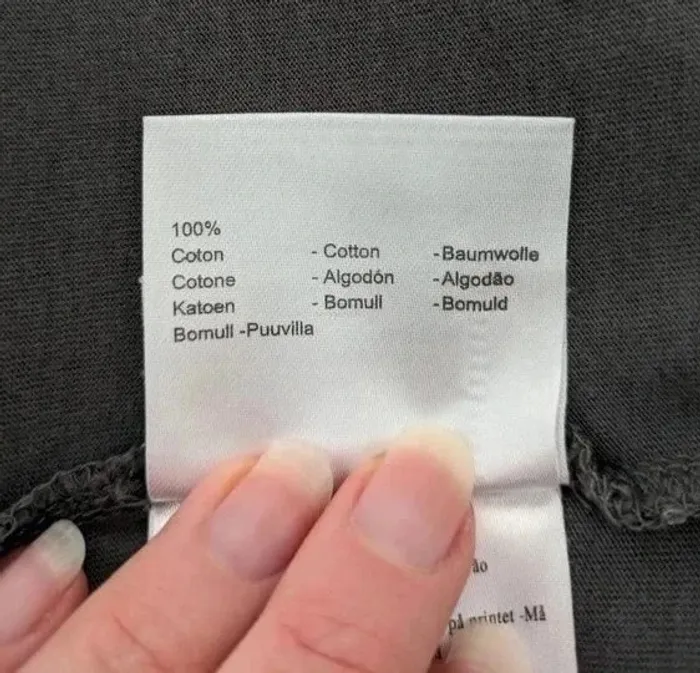 100%
Coton - Cotton -Baumwolle
Cotone - Algodón -Algodão
Katoen - Bomull -Bomuld
Bomull -Puuvilla
ão
på printet -Må